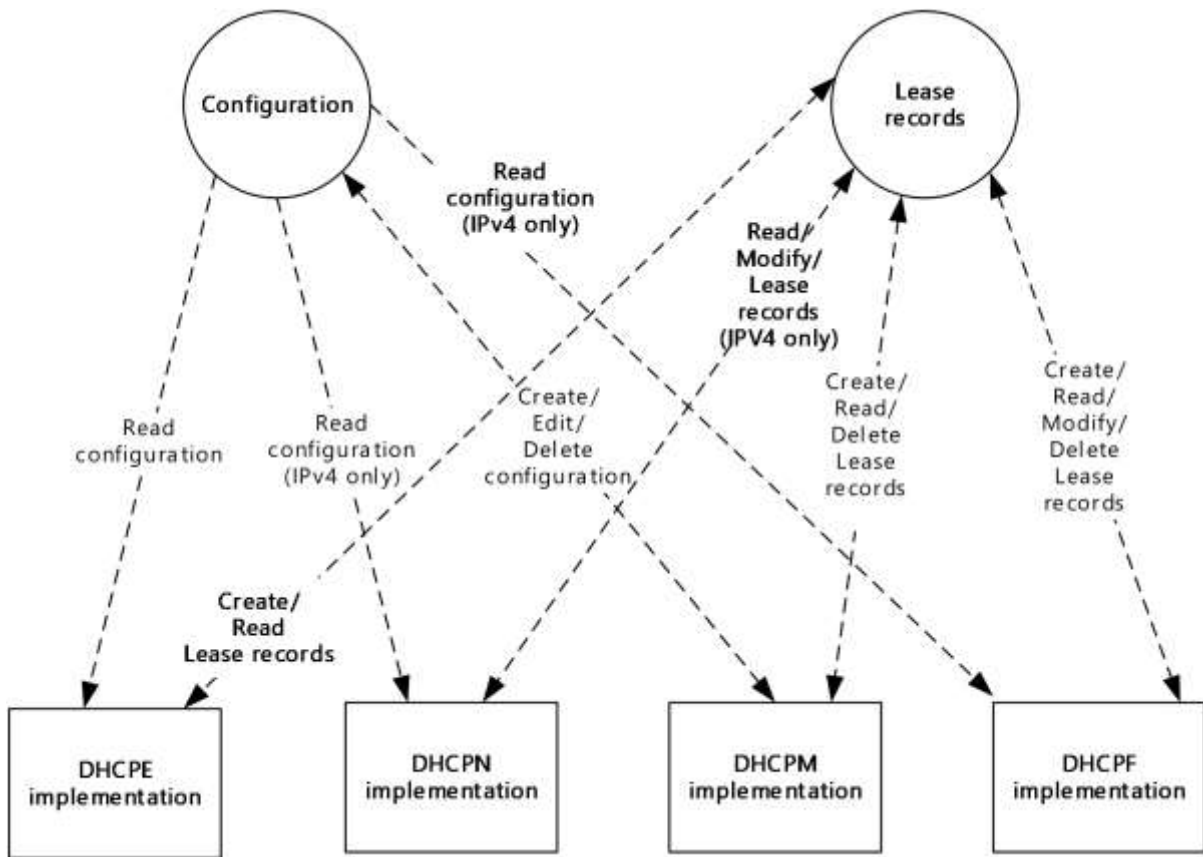 Configuration
Lease
records
Read
configuration
(IPv4 only)
Read/
Modify/
Lease
records
(IPV4 only)
Read
configuration
Read
configuration
(IPv4 only)
Create/
Edit/
Delete
configuration
Create/
Read/
Delete
Lease
records
Create/
Read/
Modify/
Delete
Lease
records
Create/
Read
Lease records
DHCPE
implementation
DHCPN
implementation
DHCPM
implementation
DHCPF
implementation